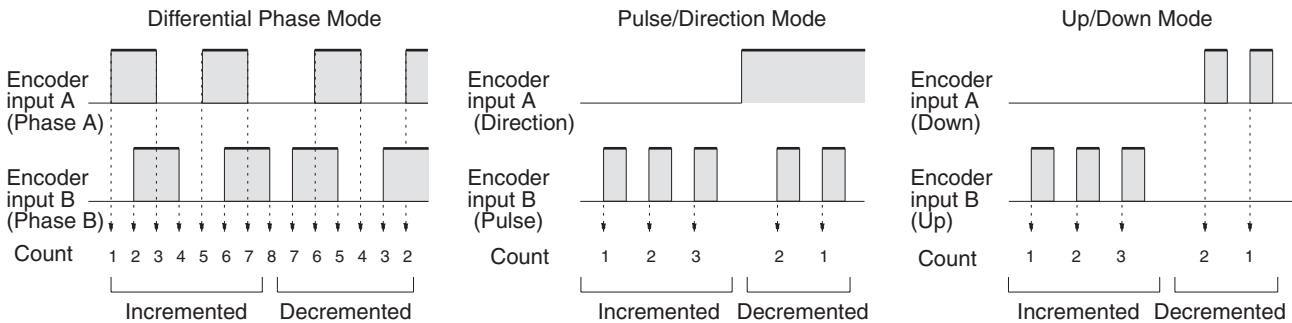 Differential Phase Mode
Encoder
input A
(Phase A)
Encoder
input B
(Phase B)
Count
1 2 3 4 5 6 7 8 7 6 5 4 3 2
Incremented Decremented
Pulse/Direction Mode
Encoder
input A
(Direction)
Encoder
input B
(Pulse)
Count
1 2 3 2 1
Incremented Decremented
Up/Down Mode
Encoder
input A
(Down)
Encoder
input B
(Up)
Count
1 2 3 2 1
Incremented Decremented